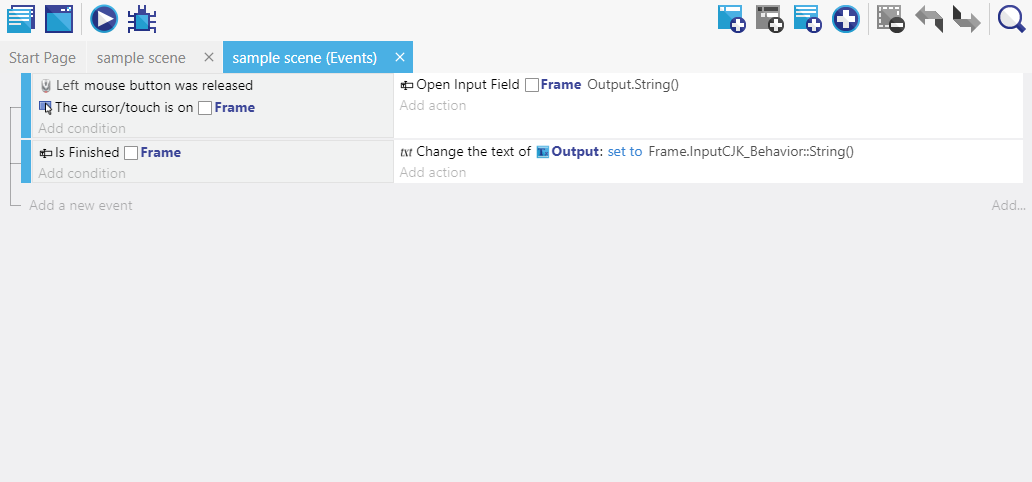 Start Page
sample scene
sample scene (Events)
Left mouse button was released
The cursor/touch is on Frame
Add condition
Open Input Field Frame Output.String()
Add action
Is Finished Frame
Add condition
txt Change the text of Output: set to Frame.InputCJK_Behavior::String()
Add action
Add a new event
Add...